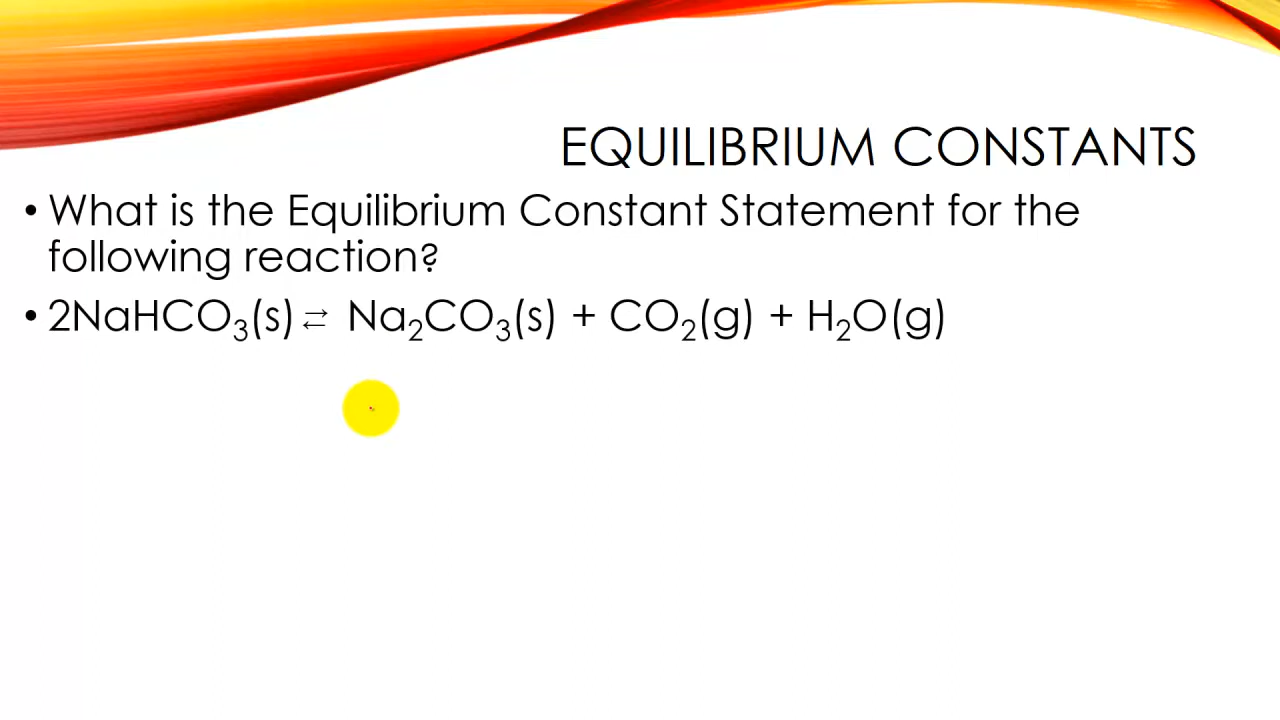 EQUILIBRIUM CONSTANTS
• What is the Equilibrium Constant Statement for the
following reaction?
• 2NaHCO₃(s) ⇄ Na₂CO₃(s) + CO₂(g) + H₂O(g)